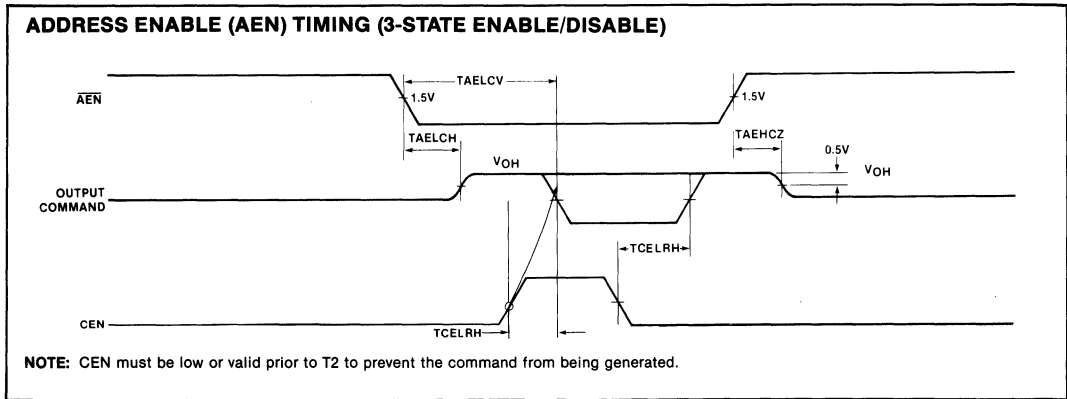 ADDRESS ENABLE (AEN) TIMING (3-STATE ENABLE/DISABLE)
TAELCV
AEN
1.5V
1.5V
TAELCH
TAEHCZ
0.5V
VOH
VOH
OUTPUT
COMMAND
TCELRH
CEN
TCELRH
NOTE: CEN must be low or valid prior to T2 to prevent the command from being generated.